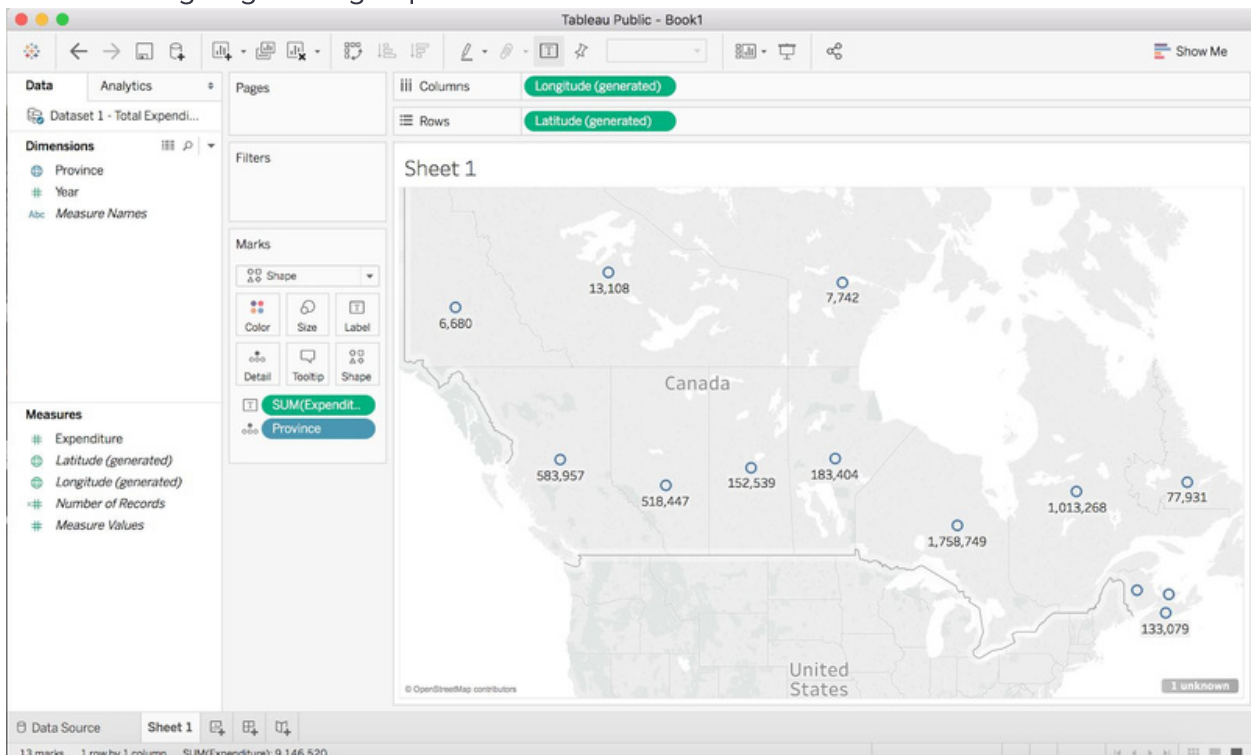 Tableau Public - Book1
Show Me
Data
Analytics
Dataset 1 - Total Expendi...
Dimensions
Province
Year
Abc Measure Names
Measures
Expenditure
Latitude (generated)
Longitude (generated)
Number of Records
Measure Values
Pages
Filters
Marks
Shape
Color
Size
Label
Detail
Tooltip
Shape
SUM(Expendit..
Province
Columns
Longitude (generated)
Rows
Latitude (generated)
Sheet 1
13,108
7,742
6,680
Canada
583,957
518,447
152,539
183,404
1,013,268
77,931
1,758,749
133,079
United
States
© OpenStreetMap contributors
1 unknown
Data Source
Sheet 1
13 marks 1 row by 1 column SUM(Expenditure): 9,146,520